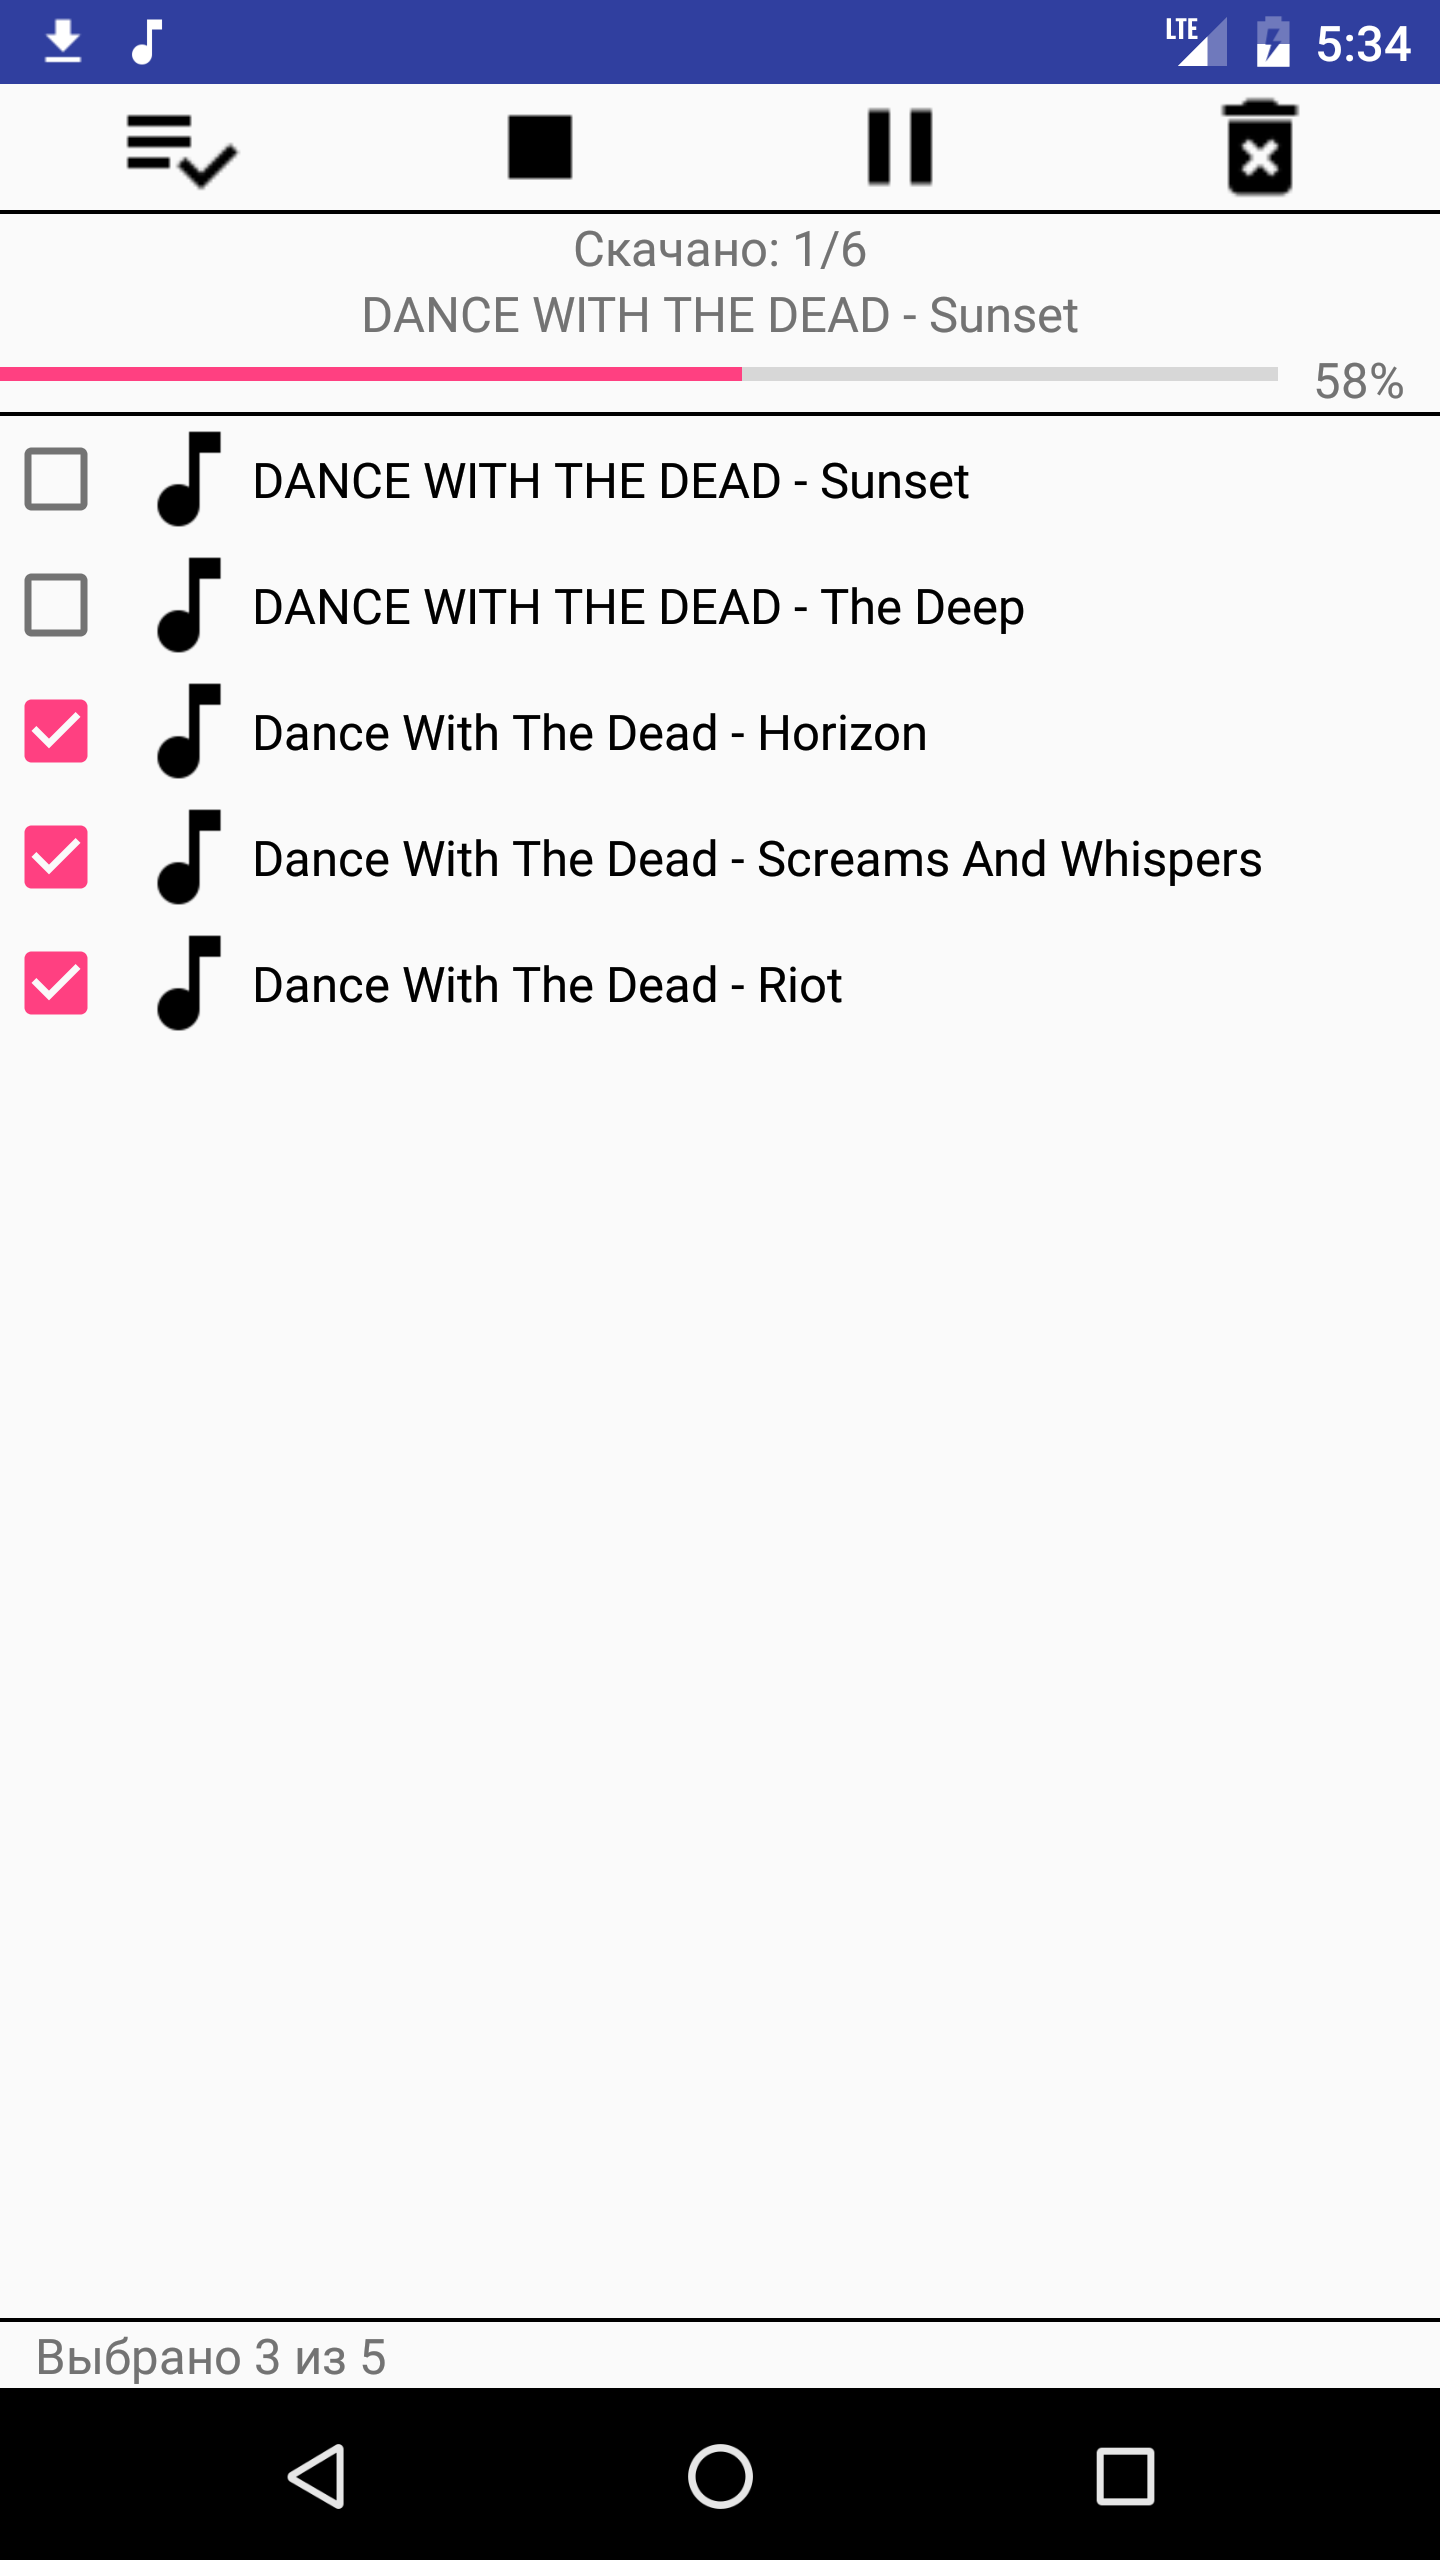 LTE 5:34
Скачано: 1/6
DANCE WITH THE DEAD - Sunset
58%
DANCE WITH THE DEAD - Sunset
DANCE WITH THE DEAD - The Deep
Dance With The Dead - Horizon
Dance With The Dead - Screams And Whispers
Dance With The Dead - Riot
Выбрано 3 из 5